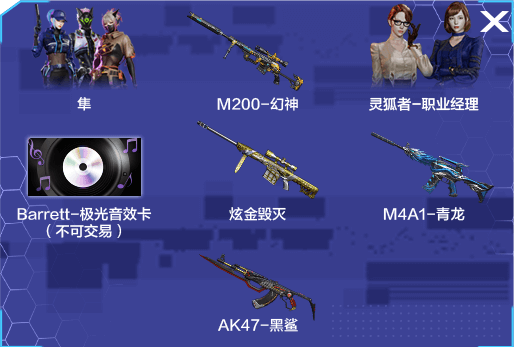 隼
M200-幻神
灵狐者-职业经理
Barrett-极光音效卡
（不可交易）
炫金毁灭
M4A1-青龙
AK47-黑鲨